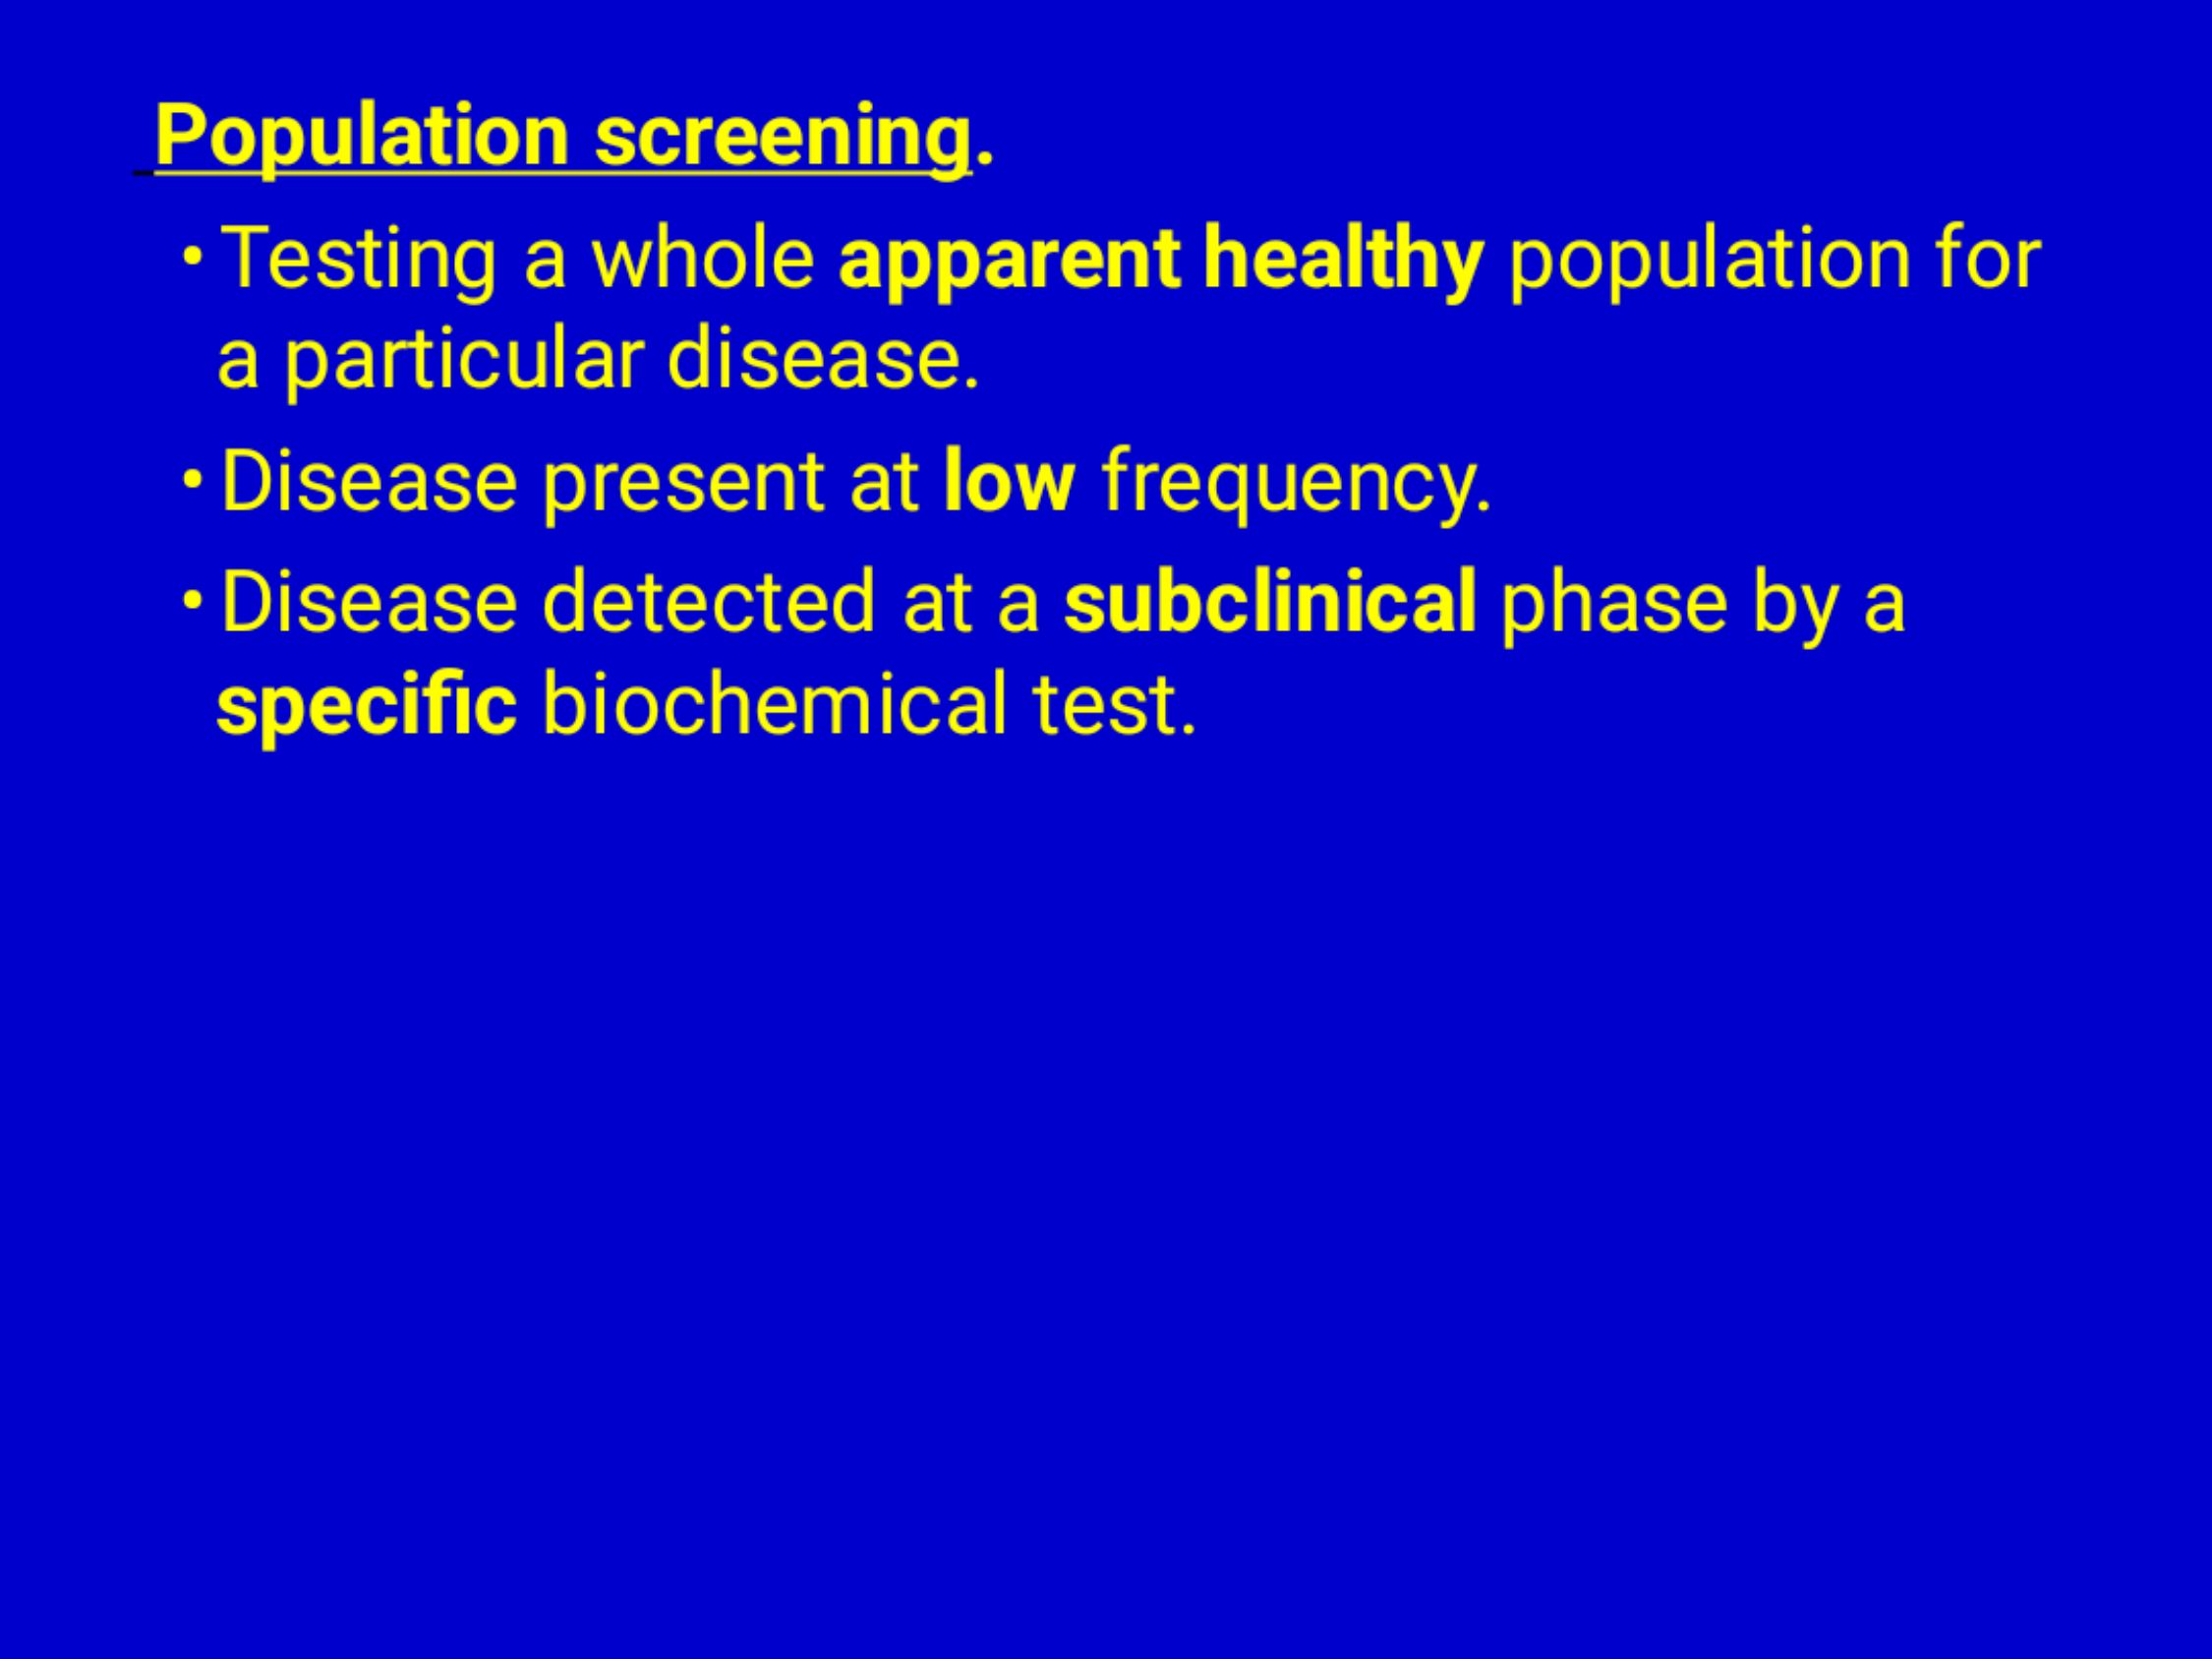 Population screening.
• Testing a whole apparent healthy population for
a particular disease.
• Disease present at low frequency.
• Disease detected at a subclinical phase by a
specific biochemical test.